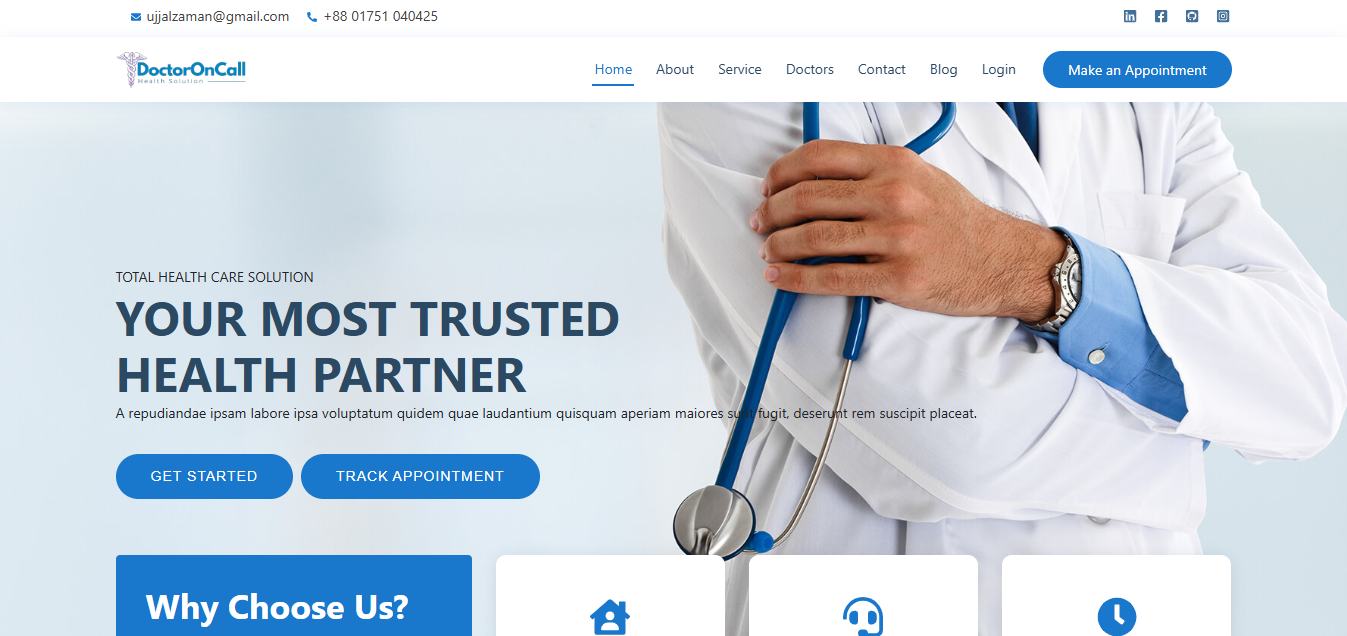 ujjalzaman@gmail.com +88 01751 040425
DoctorOnCall
Health Solution
Home About Service Doctors Contact Blog Login Make an Appointment
TOTAL HEALTH CARE SOLUTION
YOUR MOST TRUSTED
HEALTH PARTNER
A repudiandae ipsam labore ipsa voluptatum quidem quae laudantium quisquam aperiam maiores sunt fugit, deserunt rem suscipit placeat.
GET STARTED TRACK APPOINTMENT
Why Choose Us?